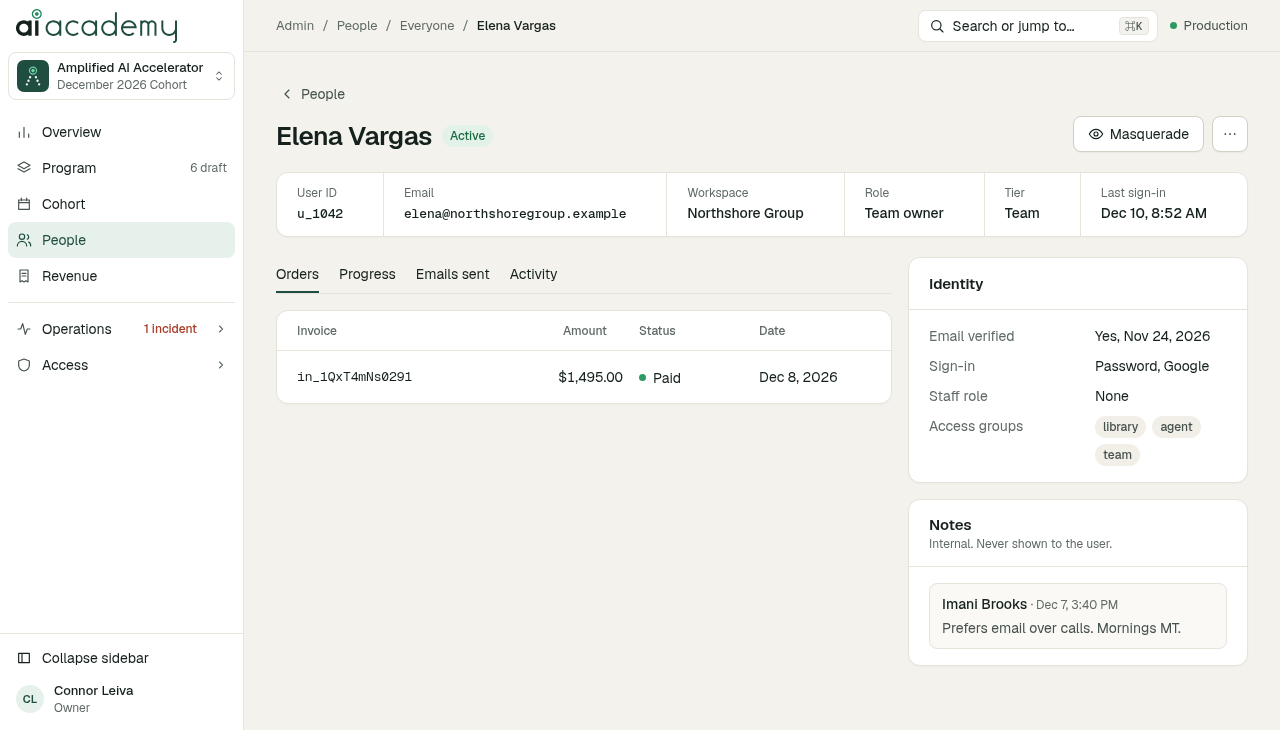 ai academy
Amplified AI Accelerator
December 2026 Cohort
Overview
Program 6 draft
Cohort
People
Revenue
Operations 1 incident
Access
Collapse sidebar
CL Connor Leiva
Owner
Admin / People / Everyone / Elena Vargas
Search or jump to… ⌘K
Production
People
Elena Vargas Active
Masquerade ...
User ID Email Workspace Role Tier Last sign-in
u_1042 elena@northshoregroup.example Northshore Group Team owner Team Dec 10, 8:52 AM
Orders Progress Emails sent Activity
Invoice Amount Status Date
in_1QxT4mNs0291 $1,495.00 Paid Dec 8, 2026
Identity
Email verified Yes, Nov 24, 2026
Sign-in Password, Google
Staff role None
Access groups library agent
team
Notes
Internal. Never shown to the user.
Imani Brooks · Dec 7, 3:40 PM
Prefers email over calls. Mornings MT.